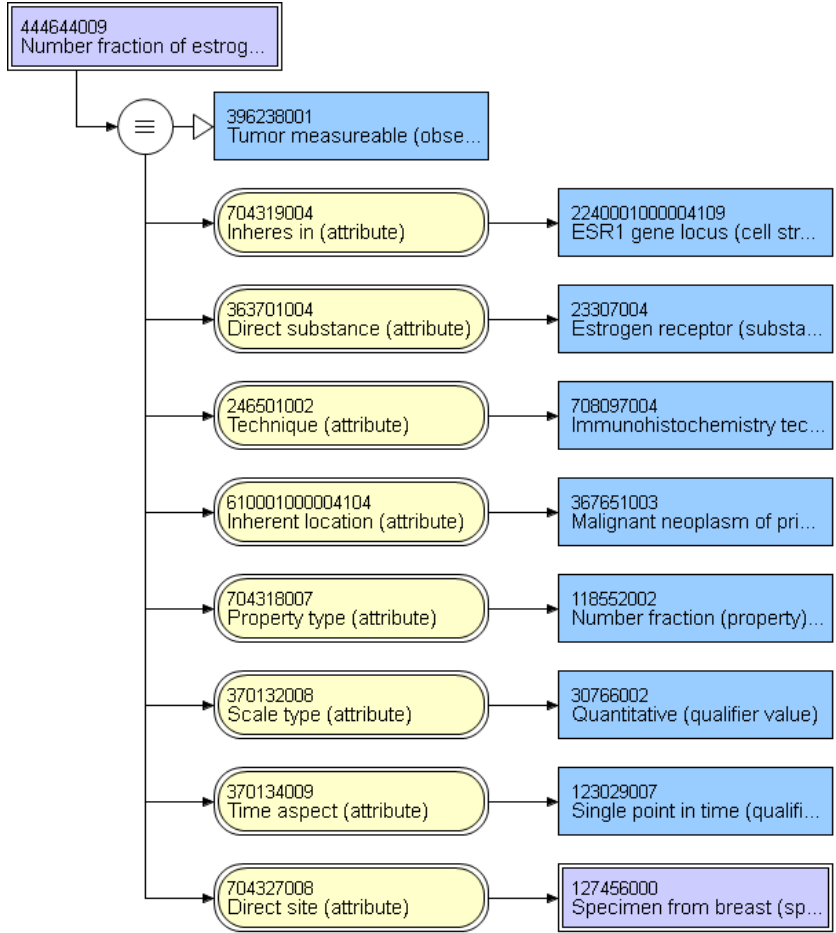 444644009
Number fraction of estrog...
≡
396238001
Tumor measureable (obse...
704319004
Inheres in (attribute)
2240001000004109
ESR1 gene locus (cell str...
363701004
Direct substance (attribute)
23307004
Estrogen receptor (substa...
246501002
Technique (attribute)
708097004
Immunohistochemistry tec...
610001000004104
Inherent location (attribute)
367651003
Malignant neoplasm of pri...
704318007
Property type (attribute)
118552002
Number fraction (property)...
370132008
Scale type (attribute)
30766002
Quantitative (qualifier value)
370134009
Time aspect (attribute)
123029007
Single point in time (qualifi...
704327008
Direct site (attribute)
127456000
Specimen from breast (sp...